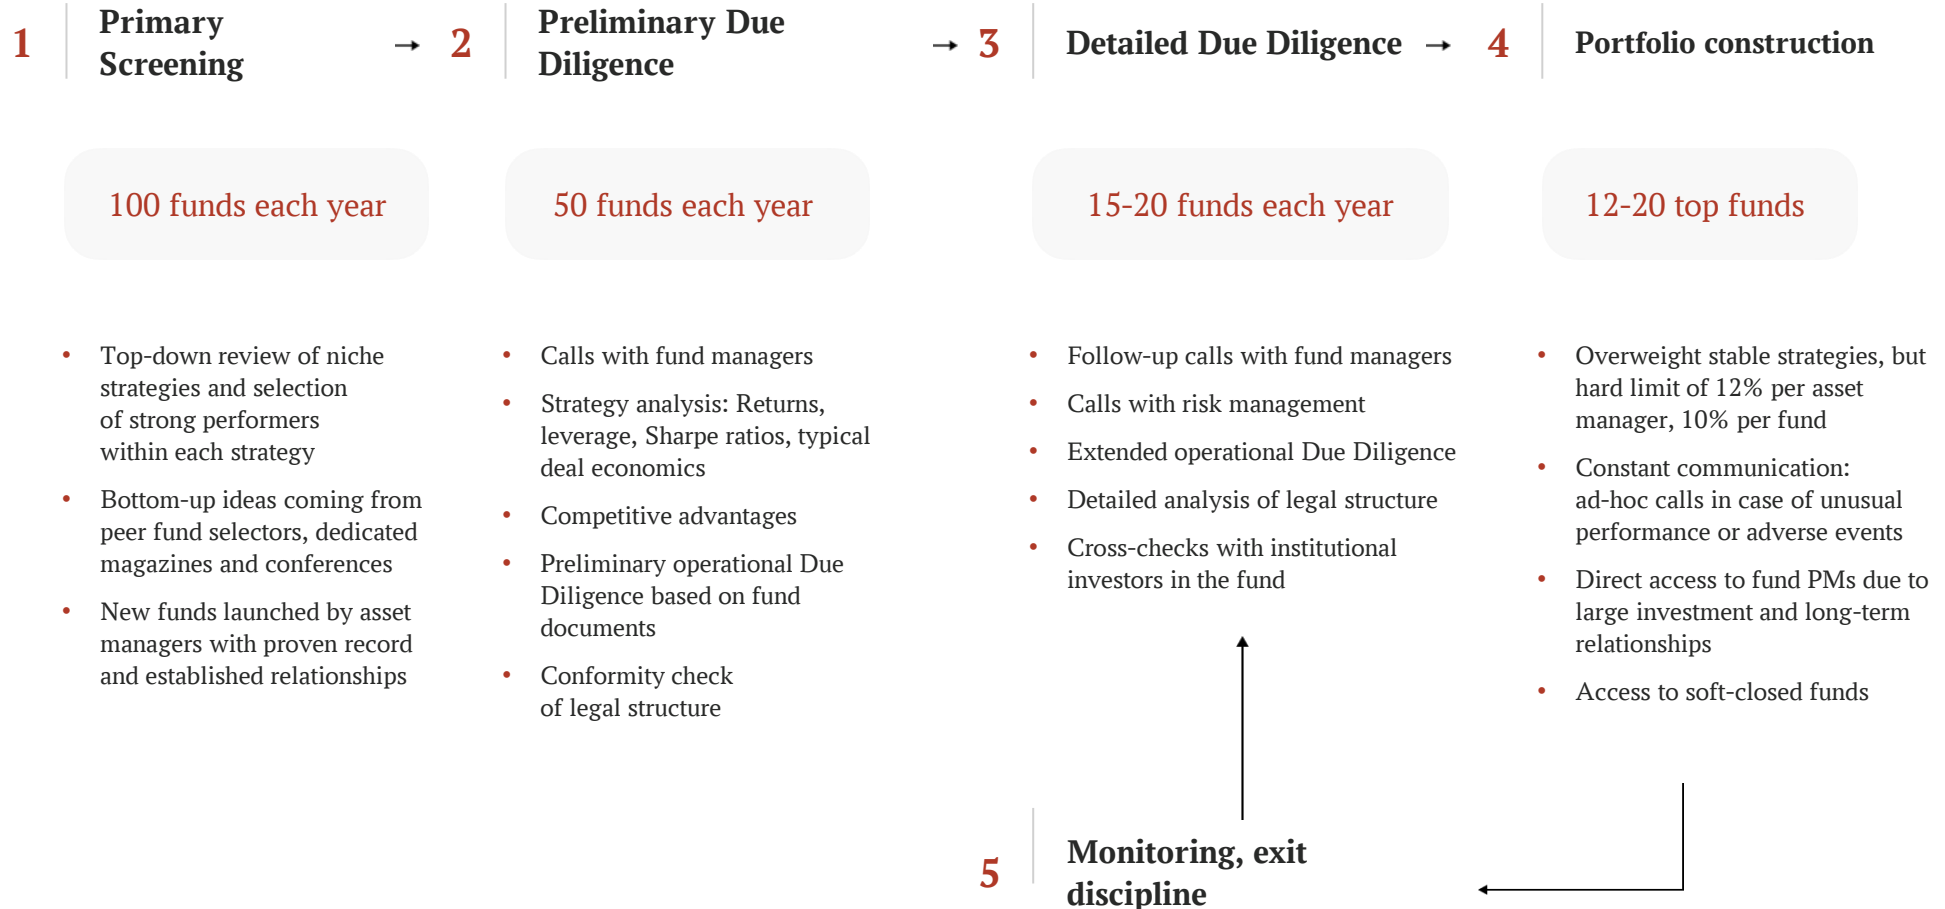 1
Primary
Screening
2
Preliminary Due
Diligence
3
Detailed Due Diligence
4
Portfolio construction
100 funds each year
50 funds each year
15-20 funds each year
12-20 top funds
• Top-down review of niche
strategies and selection
of strong performers
within each strategy
• Bottom-up ideas coming from
peer fund selectors, dedicated
magazines and conferences
• New funds launched by asset
managers with proven record
and established relationships
• Calls with fund managers
• Strategy analysis: Returns,
leverage, Sharpe ratios, typical
deal economics
• Competitive advantages
• Preliminary operational Due
Diligence based on fund
documents
• Conformity check
of legal structure
• Follow-up calls with fund managers
• Calls with risk management
• Extended operational Due Diligence
• Detailed analysis of legal structure
• Cross-checks with institutional
investors in the fund
• Overweight stable strategies, but
hard limit of 12% per asset
manager, 10% per fund
• Constant communication:
ad-hoc calls in case of unusual
performance or adverse events
• Direct access to fund PMs due to
large investment and long-term
relationships
• Access to soft-closed funds
5
Monitoring, exit
discipline